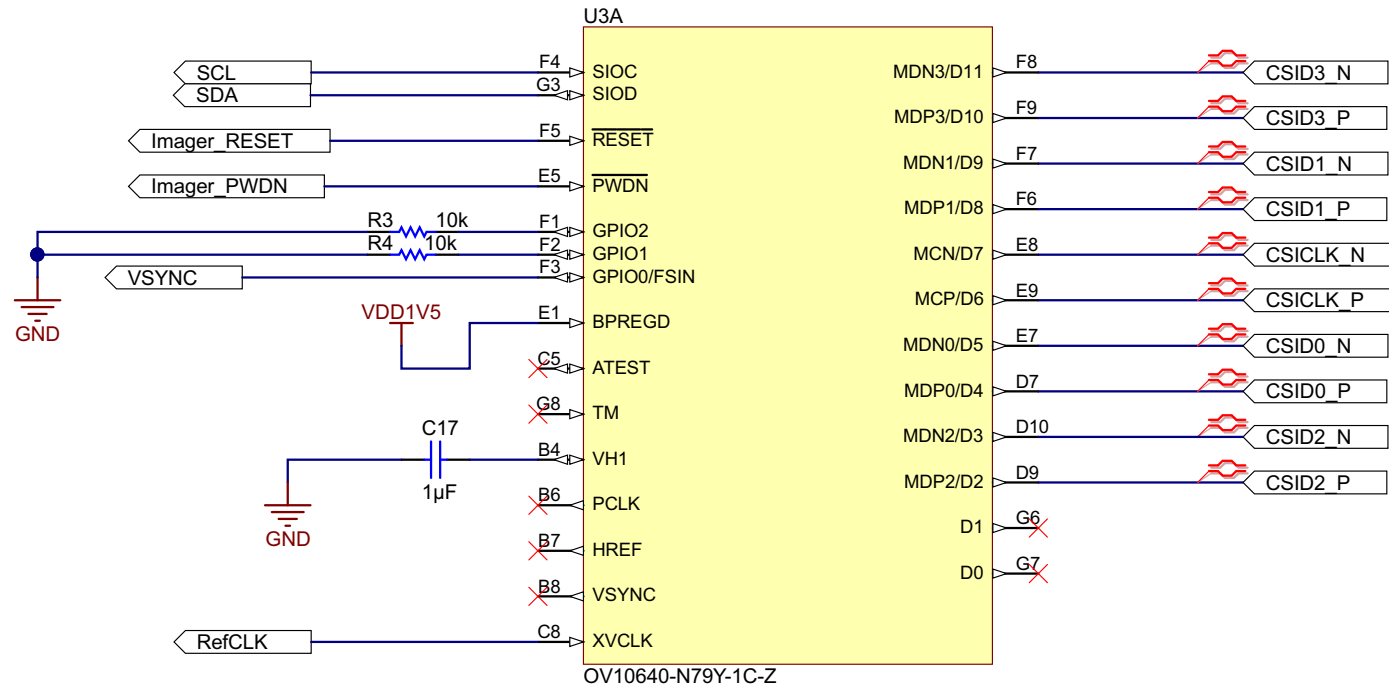 U3A
SCL F4 SIOC MDN3/D11 F8 CSID3_N
SDA G3 SIOD
MDP3/D10 F9 CSID3_P
Imager_RESET F5 RESET
MDN1/D9 F7 CSID1_N
Imager_PWDN E5 PWDN
MDP1/D8 F6 CSID1_P
R3 10k F1 GPIO2
R4 10k F2 GPIO1 MCN/D7 E8 CSICLK_N
VSYNC F3 GPIO0/FSIN
MCP/D6 E9 CSICLK_P
GND
VDD1V5 E1 BPREGD
MDN0/D5 E7 CSID0_N
C5 ATEST
MDP0/D4 D7 CSID0_P
G8 TM
C17 MDN2/D3 D10 CSID2_N
B4 VH1
1µF MDP2/D2 D9 CSID2_P
B6 PCLK
GND D1 G6
B7 HREF
D0 G7
B8 VSYNC
RefCLK C8 XVCLK
OV10640-N79Y-1C-Z